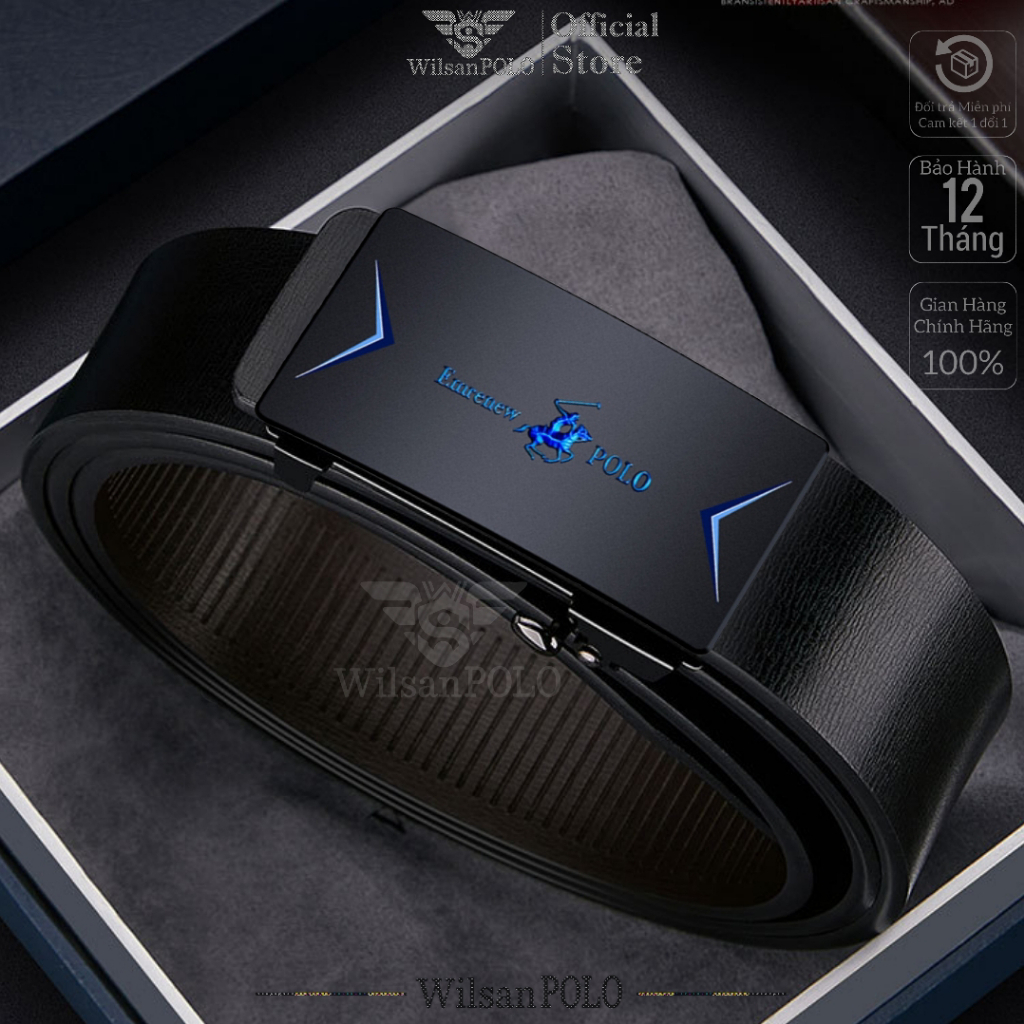 WilsanPOLO
Official
Store
Đổi trả Miễn phí
Cam kết 1 đổi 1
Bảo Hành
12
Tháng
Gian Hàng
Chính Hãng
100%
Emrenew POLO
WilsanPOLO
WilsanPOLO